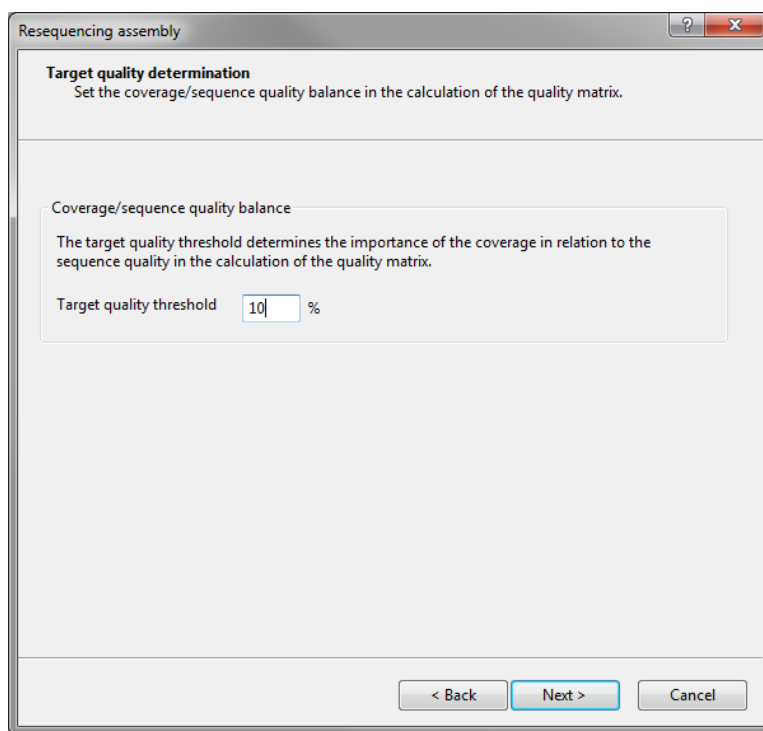 Resequencing assembly
?
Target quality determination
Set the coverage/sequence quality balance in the calculation of the quality matrix.
Coverage/sequence quality balance
The target quality threshold determines the importance of the coverage in relation to the
sequence quality in the calculation of the quality matrix.
Target quality threshold 10 %
< Back Next > Cancel